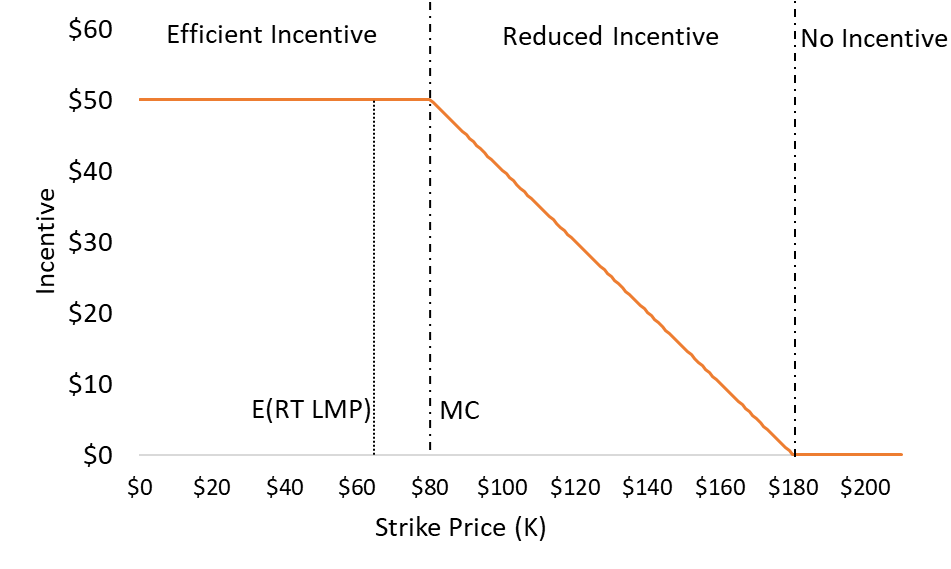 Efficient Incentive
Reduced Incentive
No Incentive
$60
$50
$40
$30
$20
$10
$0
Incentive
E(RT LMP)
MC
$0 $20 $40 $60 $80 $100 $120 $140 $160 $180 $200
Strike Price (K)